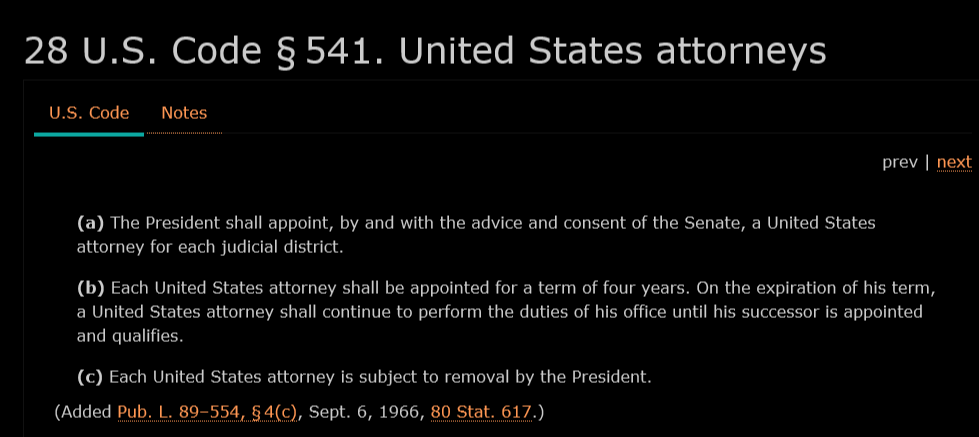 28 U.S. Code § 541. United States attorneys
U.S. Code Notes
prev | next
(a) The President shall appoint, by and with the advice and consent of the Senate, a United States
attorney for each judicial district.
(b) Each United States attorney shall be appointed for a term of four years. On the expiration of his term,
a United States attorney shall continue to perform the duties of his office until his successor is appointed
and qualifies.
(c) Each United States attorney is subject to removal by the President.
(Added Pub. L. 89–554, § 4(c), Sept. 6, 1966, 80 Stat. 617.)